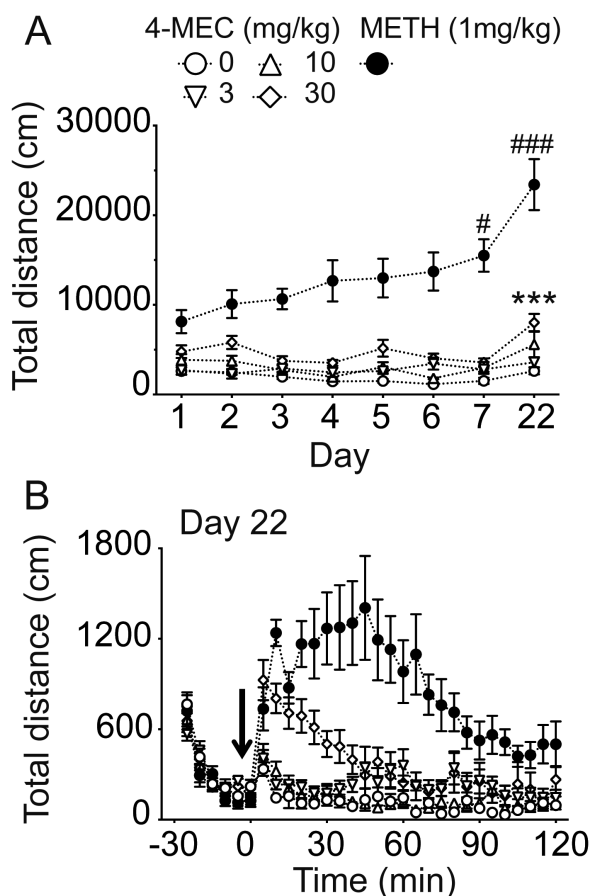 A
4-MEC (mg/kg) METH (1mg/kg)
0 10
3 30
Total distance (cm)
30000
20000
10000
0
###
#
***
1 2 3 4 5 6 7 22
Day
B
Day 22
Total distance (cm)
1800
1200
600
0
-30 0 30 60 90 120
Time (min)